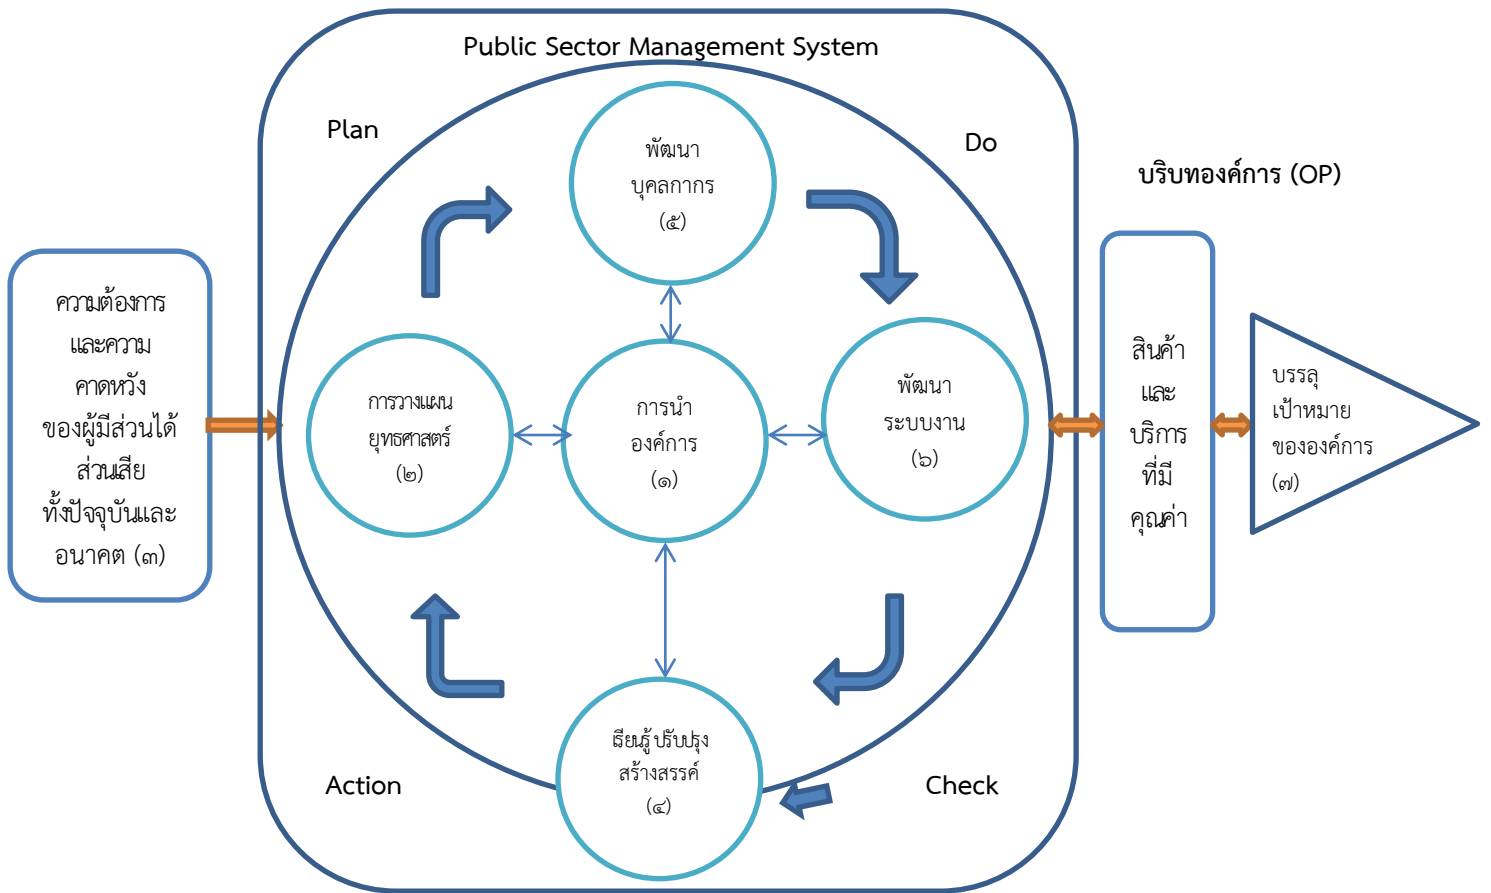 Public Sector Management System
Plan
Do
บริบทองค์การ (OP)
ความต้องการ
และความ
คาดหวัง
ของผู้มีส่วนได้
ส่วนเสีย
ทั้งปัจจุบันและ
อนาคต (๓)
พัฒนา
บุคลกากร
(๕)
การวางแผน
ยุทธศาสตร์
(๒)
การนำ
องค์การ
(๑)
พัฒนา
ระบบงาน
(๖)
สินค้า
และ
บริการ
ที่มี
คุณค่า
บรรลุ
เป้าหมาย
ขององค์การ
(๗)
เรียนรู้ ปรับปรุง
สร้างสรรค์
(๔)
Action
Check